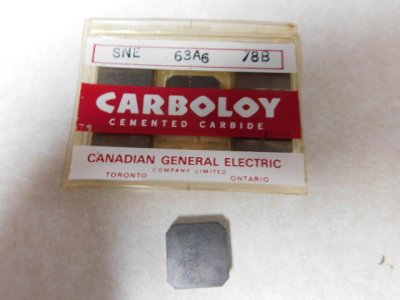 SNE 63A6 78B
CARBOLOY
CEMENTED CARBIDE
CANADIAN GENERAL ELECTRIC
COMPANY LIMITED
TORONTO ONTARIO